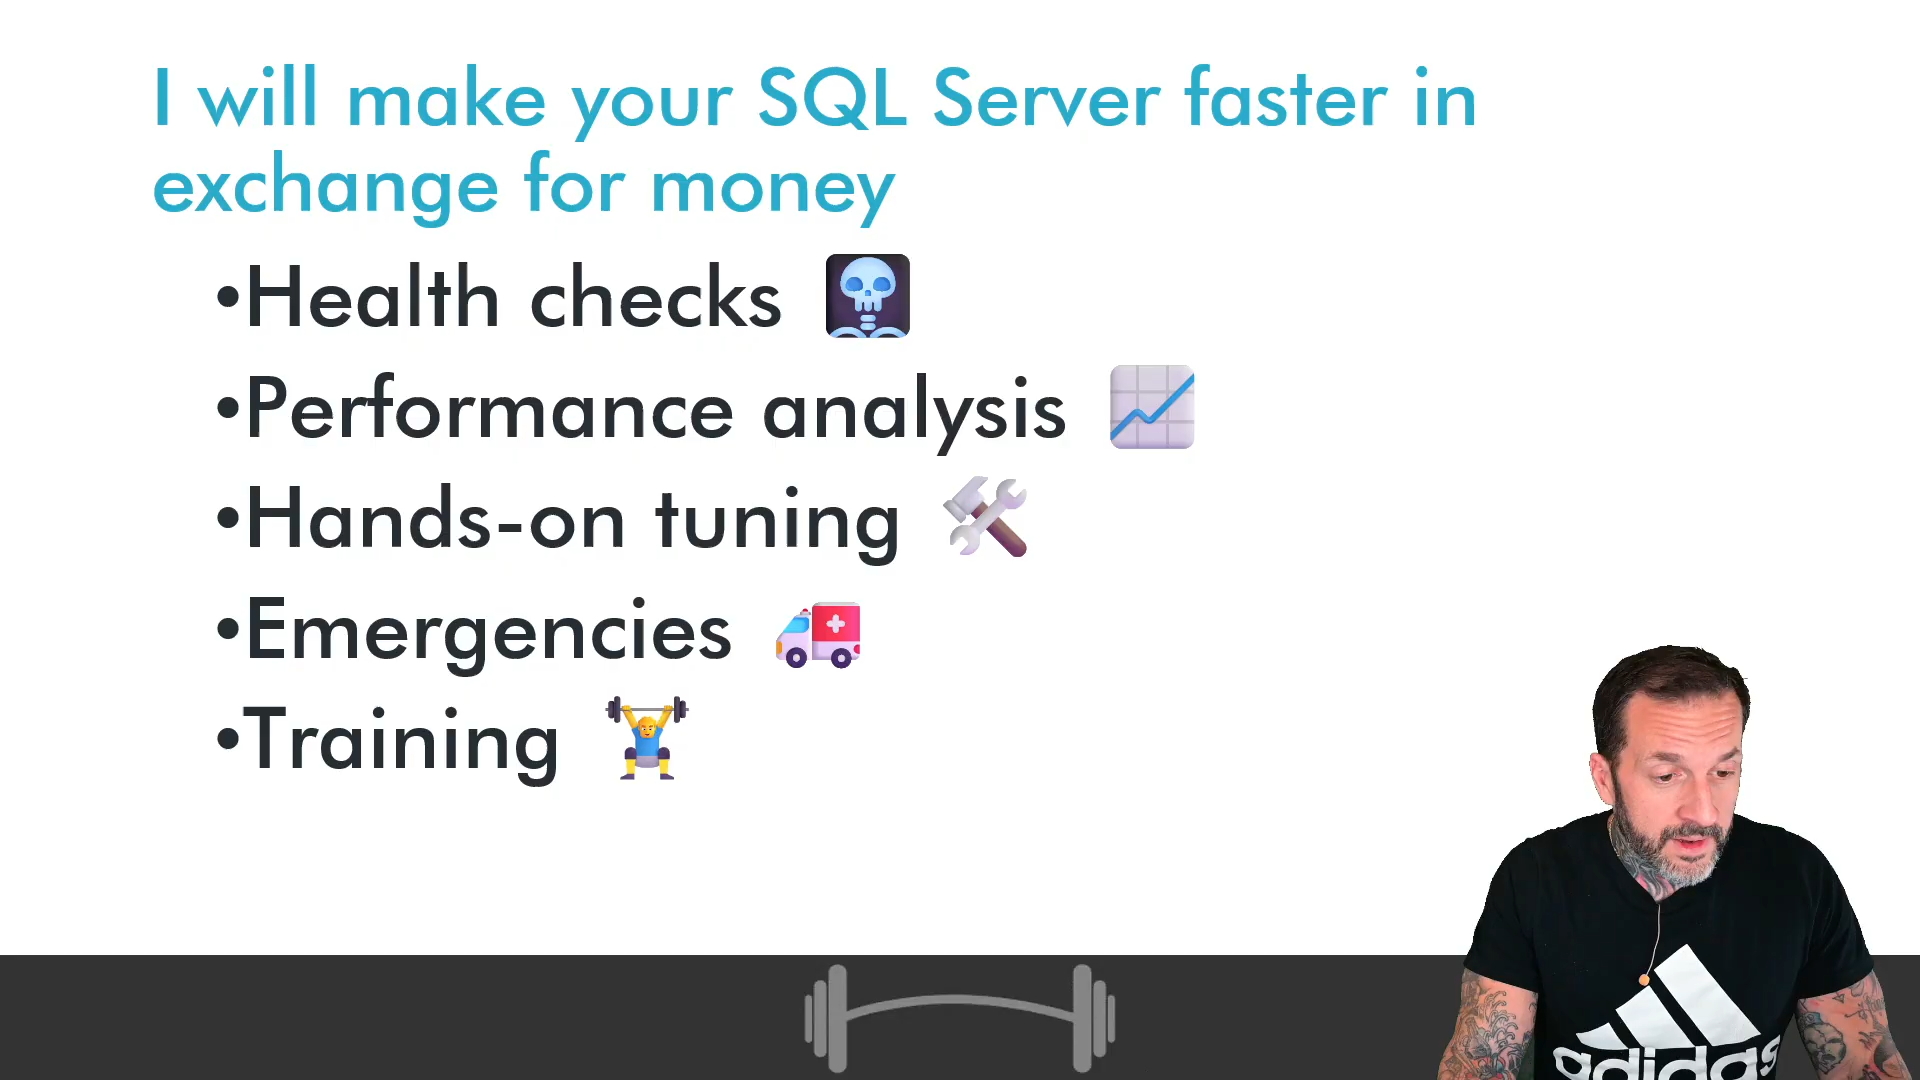 I will make your SQL Server faster in
exchange for money
•Health checks
•Performance analysis
•Hands-on tuning
•Emergencies
•Training
adidas